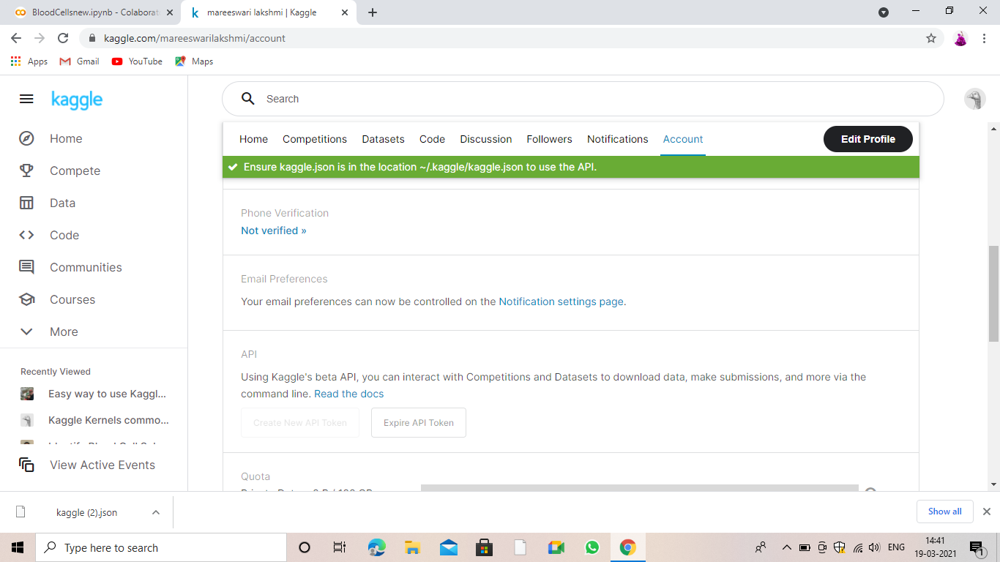 BloodCellsnew.ipynb - Colaborat
mareeswari lakshmi | Kaggle
kaggle.com/mareeswarilakshmi/account
Apps
Gmail
YouTube
Maps
kaggle
Search
Home
Compete
Data
Code
Communities
Courses
More
Recently Viewed
Easy way to use Kaggl...
Kaggle Kernels commo...
View Active Events
Home Competitions Datasets Code Discussion Followers Notifications Account
Edit Profile
Ensure kaggle.json is in the location ~/.kaggle/kaggle.json to use the API.
Phone Verification
Not verified »
Email Preferences
Your email preferences can now be controlled on the Notification settings page.
API
Using Kaggle's beta API, you can interact with Competitions and Datasets to download data, make submissions, and more via the
command line. Read the docs
Create New API Token
Expire API Token
Quota
kaggle (2).json
Show all
Type here to search
ENG
14:41
19-03-2021
1